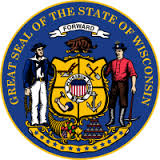 GREAT SEAL OF THE STATE OF WISCONSIN
FORWARD